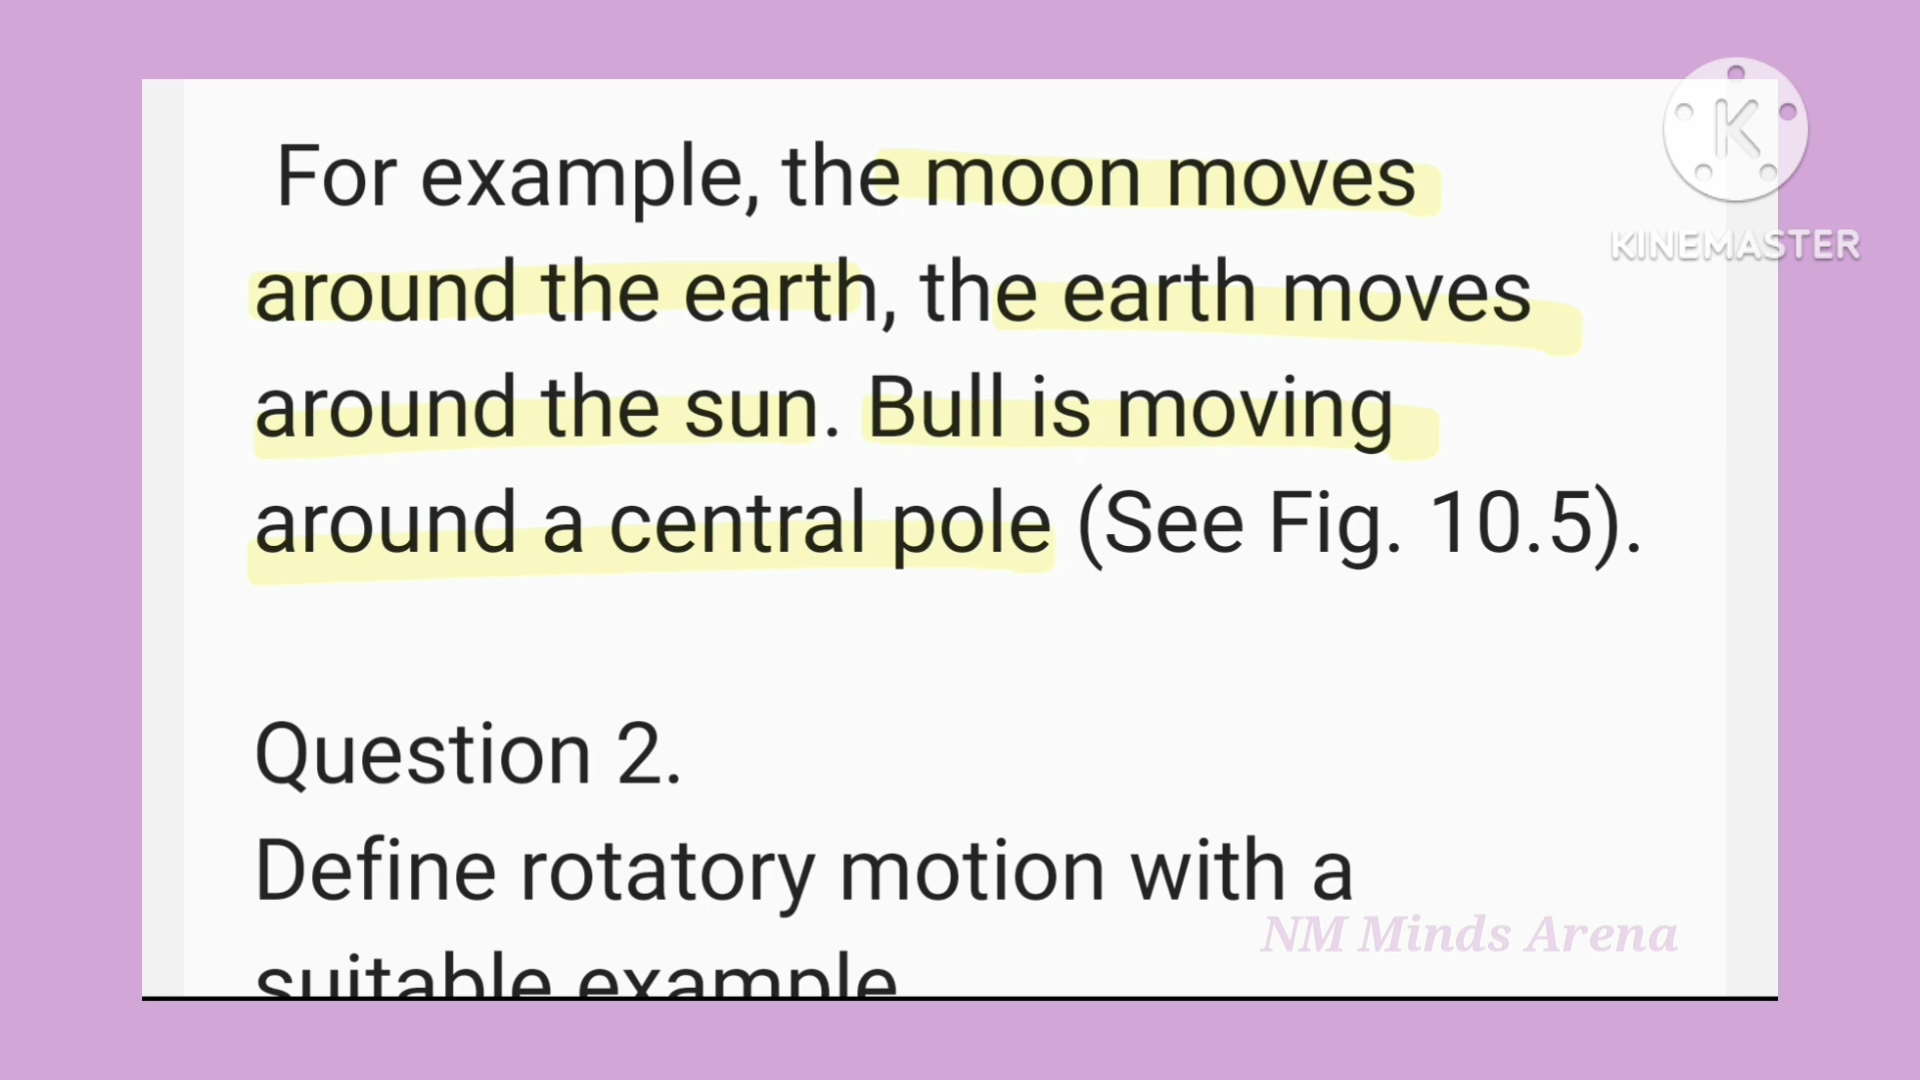 For example, the moon moves
around the earth, the earth moves
around the sun. Bull is moving
around a central pole (See Fig. 10.5).
Question 2.
Define rotatory motion with a
suitable example
K
KINEMASTER
NM Minds Arena